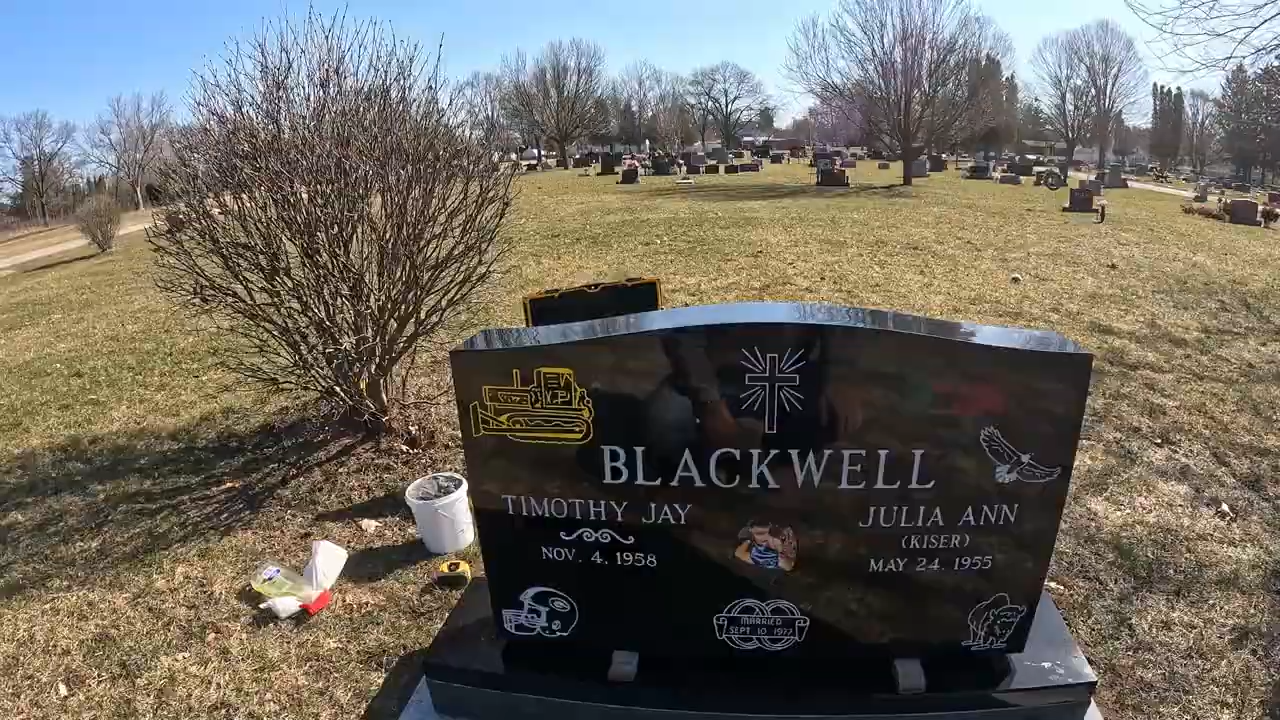 BLACKWELL
TIMOTHY JAY
NOV. 4, 1958
JULIA ANN
(KISER)
MAY 24, 1955
MARRIED
SEPT 10 1977